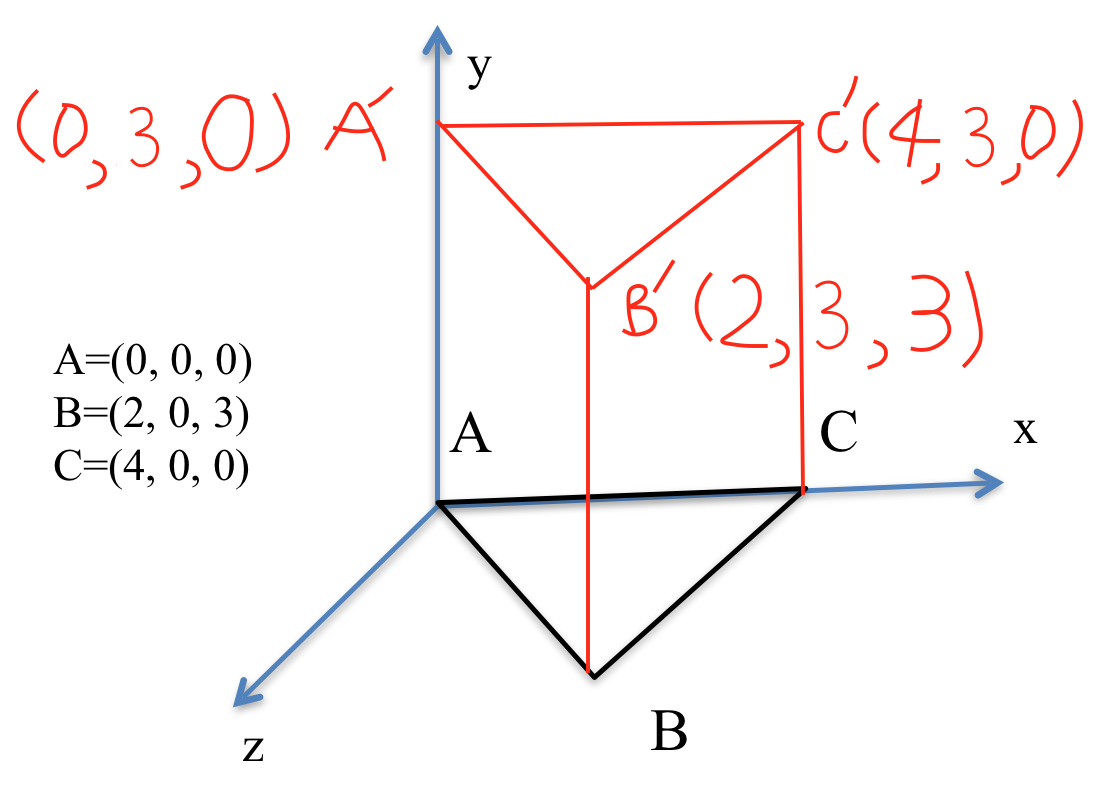 y
(0, 3, 0) A'
C'(4, 3, 0)
B'(2, 3, 3)
A=(0, 0, 0)
B=(2, 0, 3)
C=(4, 0, 0)
A
C
x
B
z